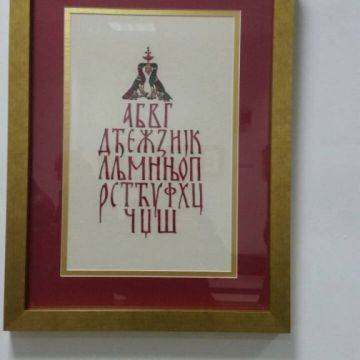 АБВГ
ДЂЕЖЗИЈК
ЛЉМНЊОП
РСТЋУФХЦ
ЧЏШ